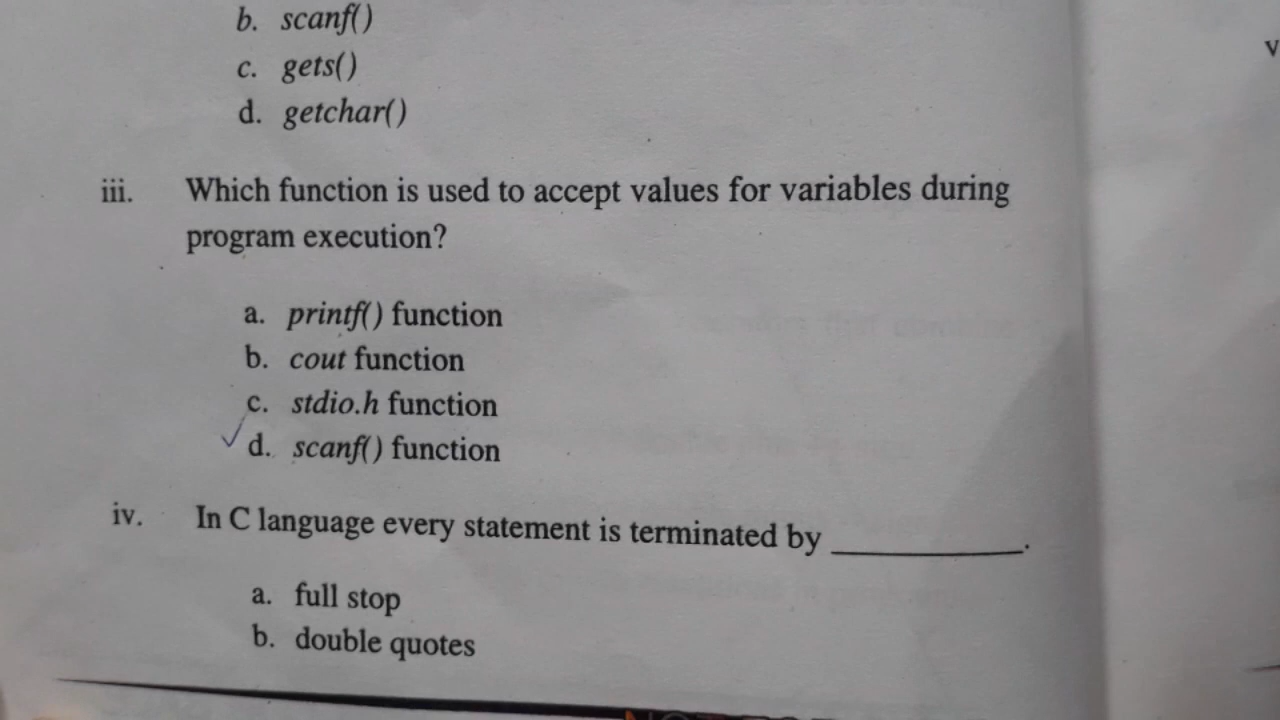 b. scanf()
c. gets()
d. getchar()
iii. Which function is used to accept values for variables during
program execution?
a. printf() function
b. cout function
c. stdio.h function
✓ d. scanf() function
iv. In C language every statement is terminated by ____________.
a. full stop
b. double quotes